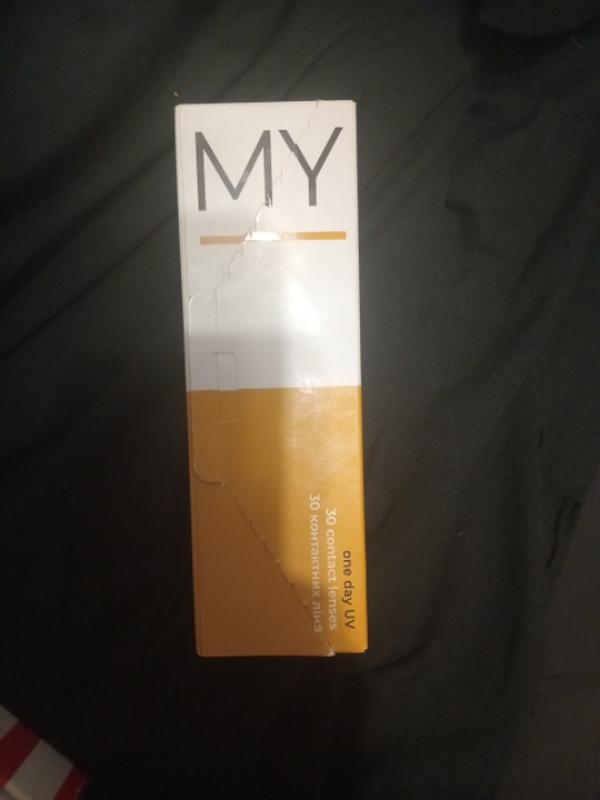 MY
one day UV
30 contact lenses
30 контактних лінз